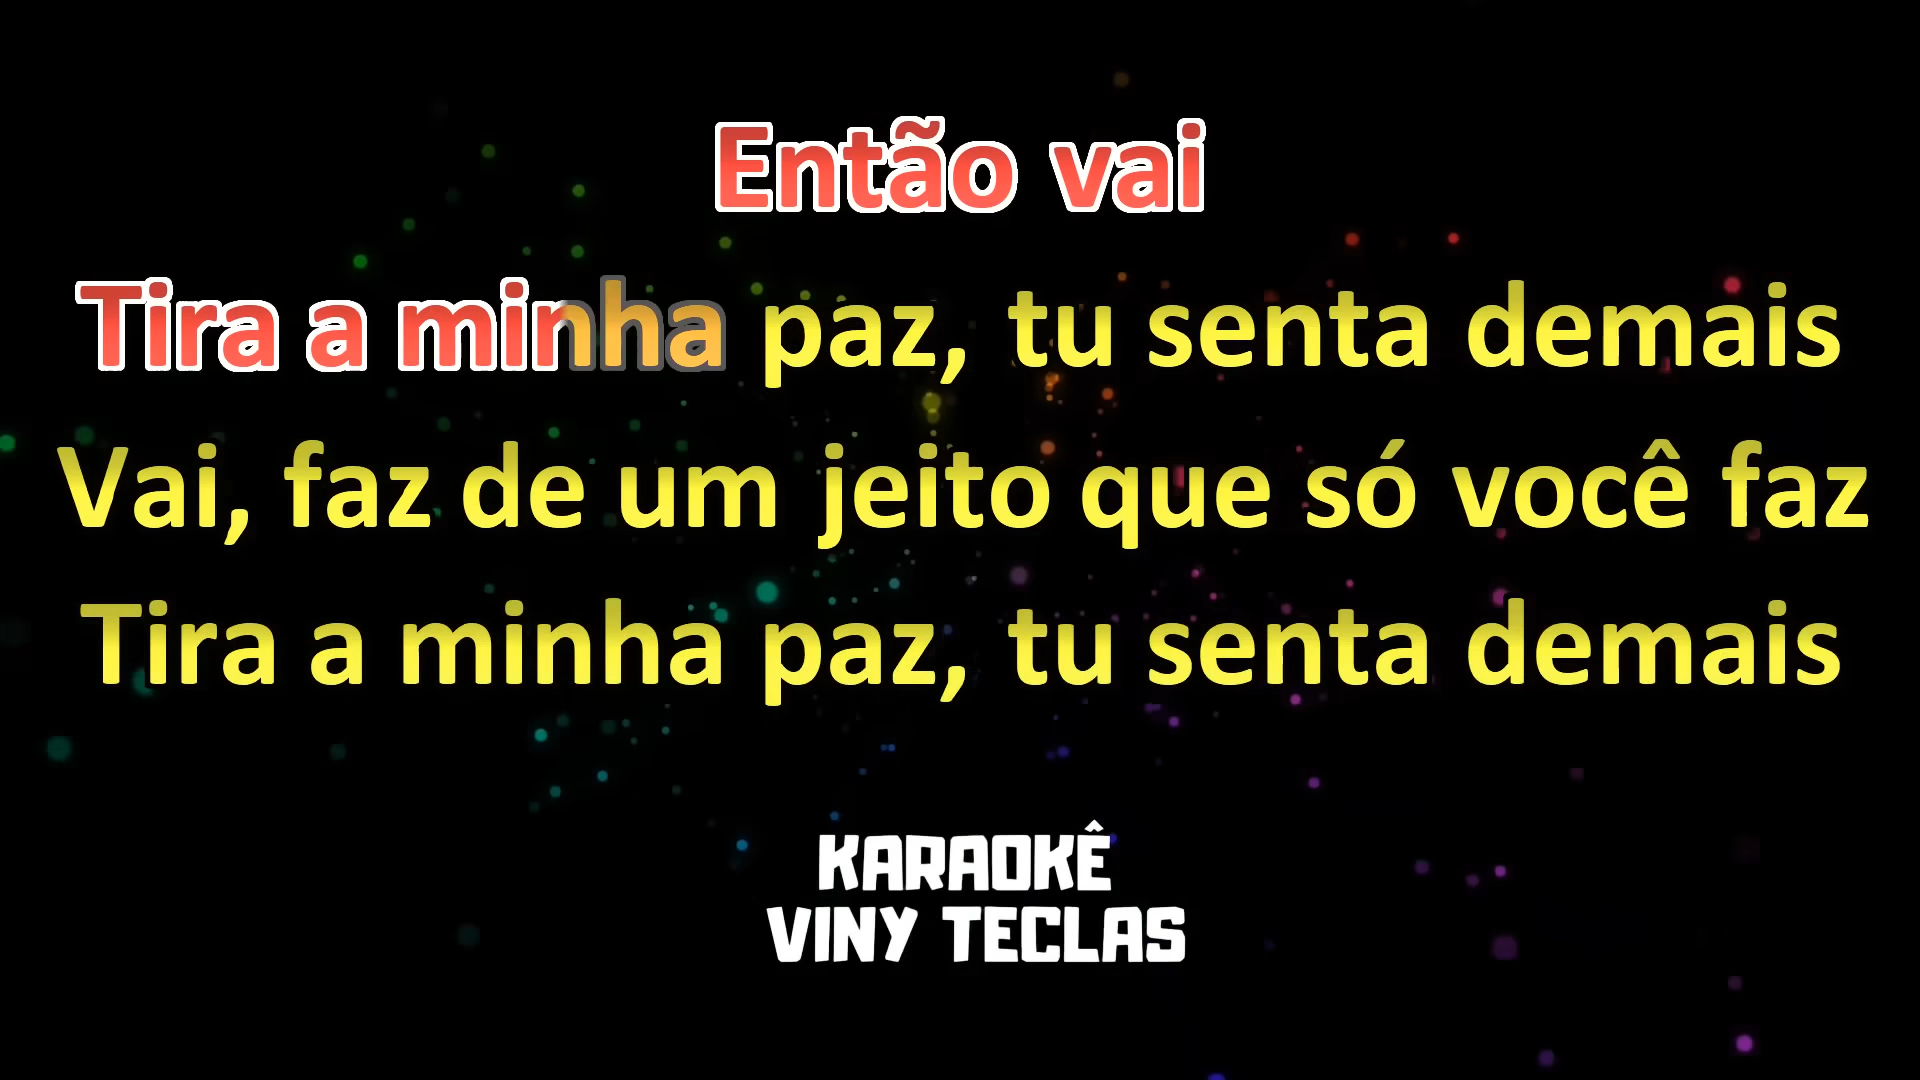 Então vai
Tira a minha paz, tu senta demais
Vai, faz de um jeito que só você faz
Tira a minha paz, tu senta demais
KARAOKÊ
VINY TECLAS